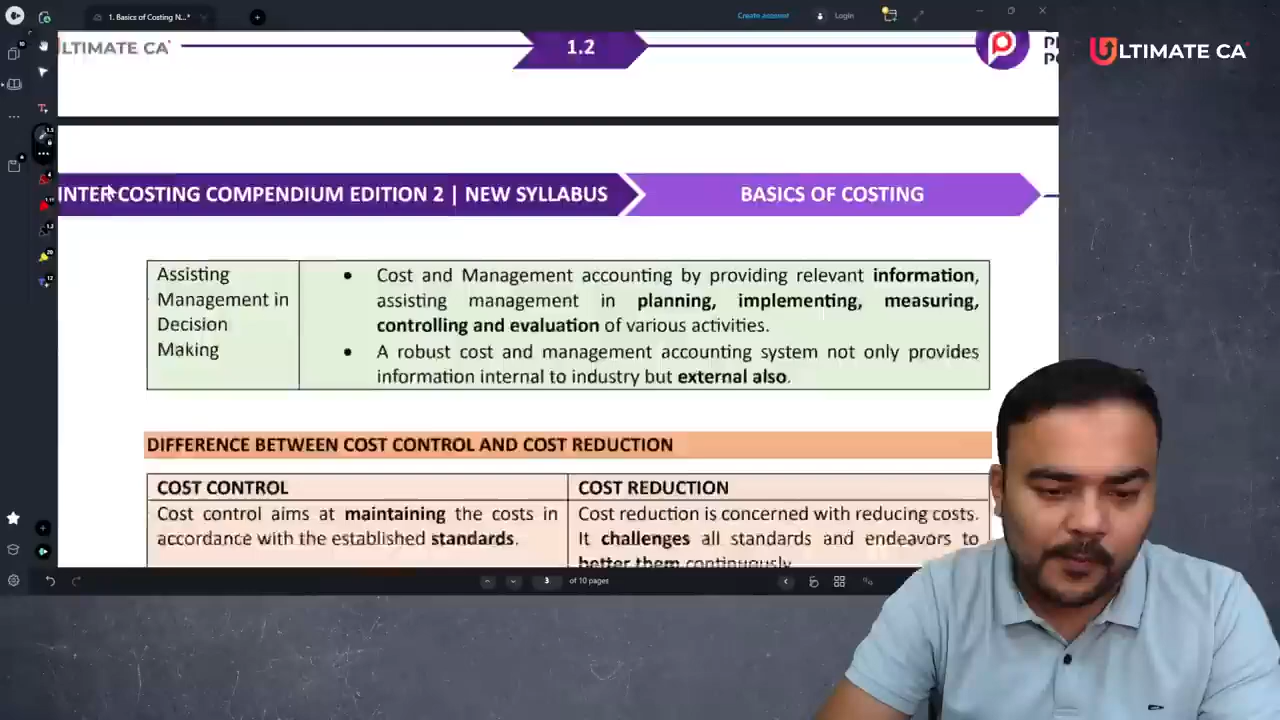 1. Basics of Costing N...*
Create account
Login
LTIMATE CA
1.2
ULTIMATE CA
INTER COSTING COMPENDIUM EDITION 2 | NEW SYLLABUS
BASICS OF COSTING
Assisting
Management in
Decision
Making
• Cost and Management accounting by providing relevant information,
assisting management in planning, implementing, measuring,
controlling and evaluation of various activities.
• A robust cost and management accounting system not only provides
information internal to industry but external also.
DIFFERENCE BETWEEN COST CONTROL AND COST REDUCTION
COST CONTROL
Cost control aims at maintaining the costs in
accordance with the established standards.
COST REDUCTION
Cost reduction is concerned with reducing costs.
It challenges all standards and endeavors to
better them continuously
3
of 10 pages